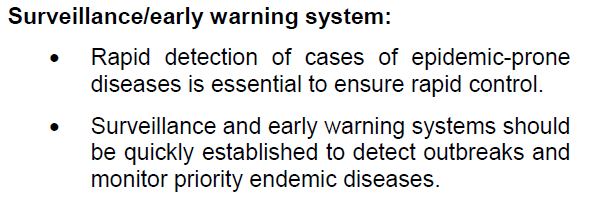 Surveillance/early warning system:
• Rapid detection of cases of epidemic-prone
diseases is essential to ensure rapid control.
• Surveillance and early warning systems should
be quickly established to detect outbreaks and
monitor priority endemic diseases.